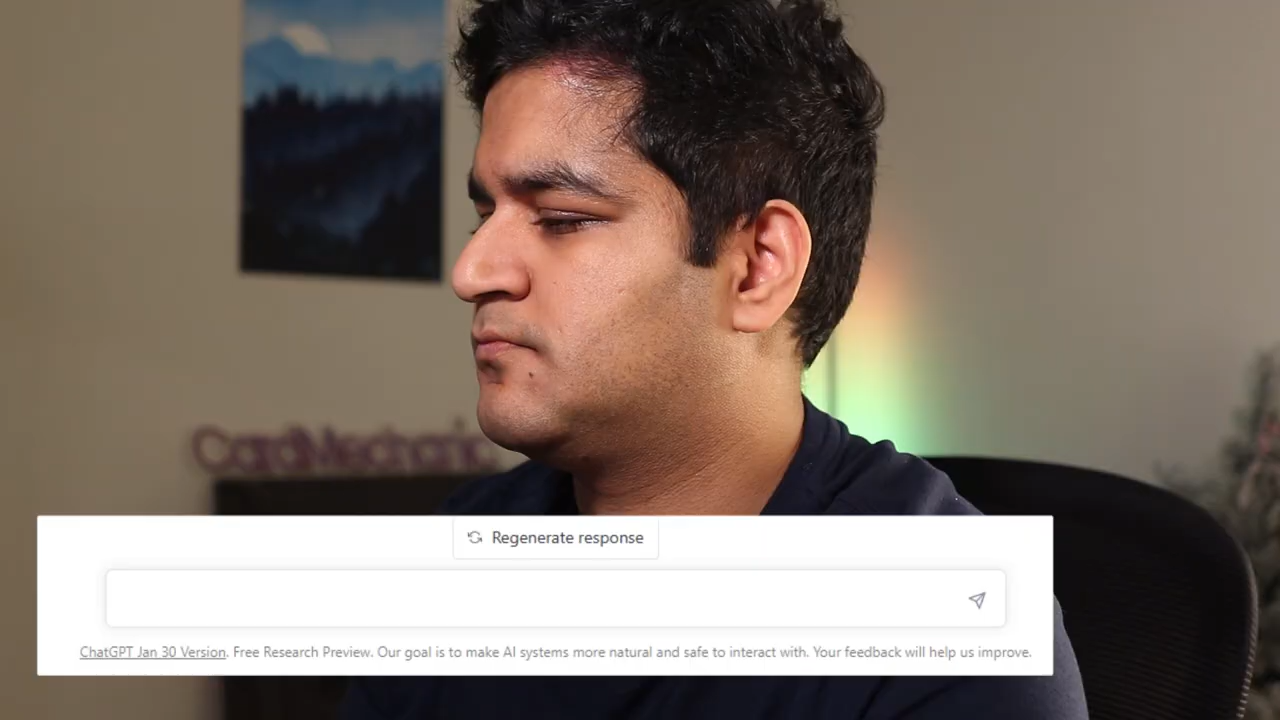 CardMechanic
Regenerate response
ChatGPT Jan 30 Version. Free Research Preview. Our goal is to make AI systems more natural and safe to interact with. Your feedback will help us improve.